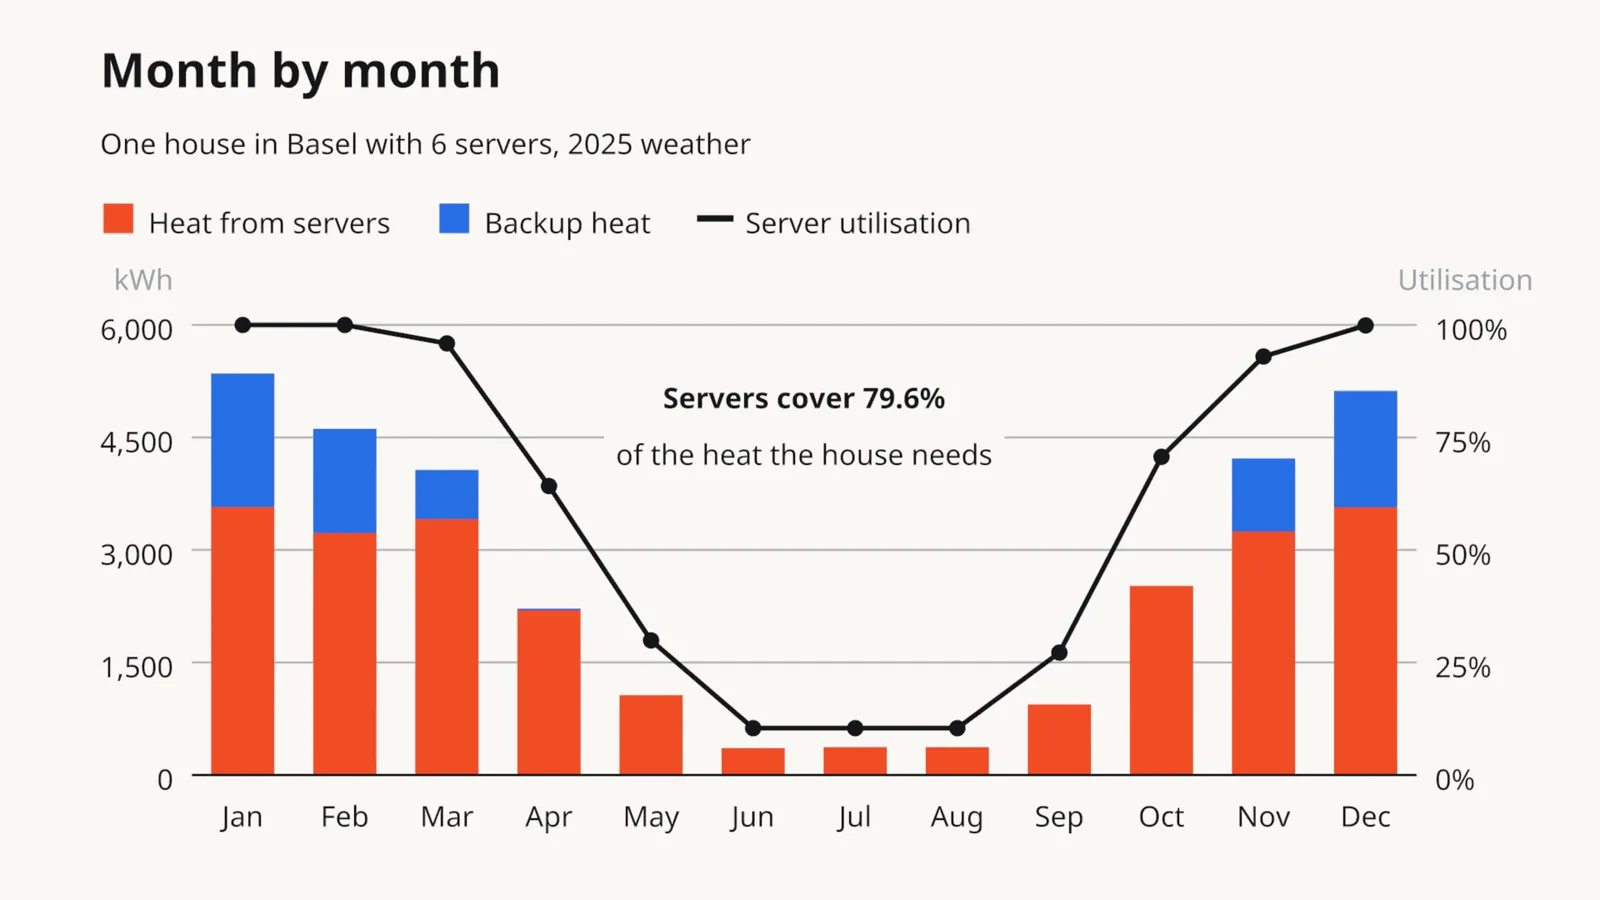 Month by month
One house in Basel with 6 servers, 2025 weather
Heat from servers Backup heat Server utilisation
kWh Utilisation
6,000 100%
Servers cover 79.6%
4,500 75%
of the heat the house needs
3,000 50%
1,500 25%
0 0%
Jan Feb Mar Apr May Jun Jul Aug Sep Oct Nov Dec